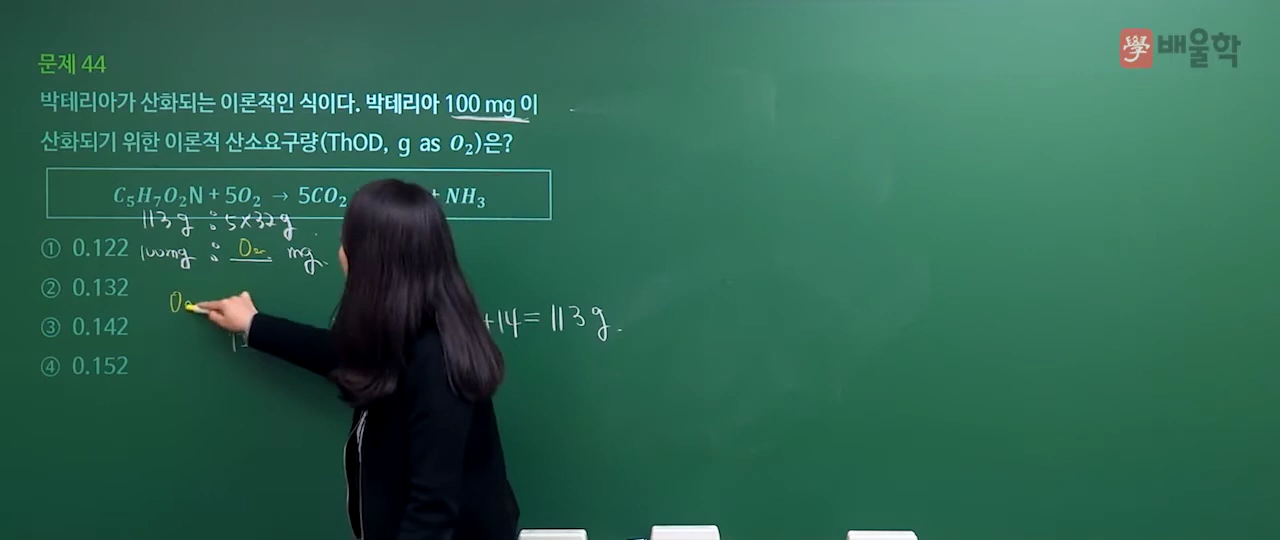 學 배울학
문제 44
박테리아가 산화되는 이론적인 식이다. 박테리아 100 mg 이
산화되기 위한 이론적 산소요구량(ThOD, g as O₂)은?
C₅H₇O₂N + 5O₂ → 5CO₂ + NH₃
113g : 5×32g
① 0.122 100mg : O₂ mg
② 0.132
③ 0.142 +14 = 113g.
④ 0.152